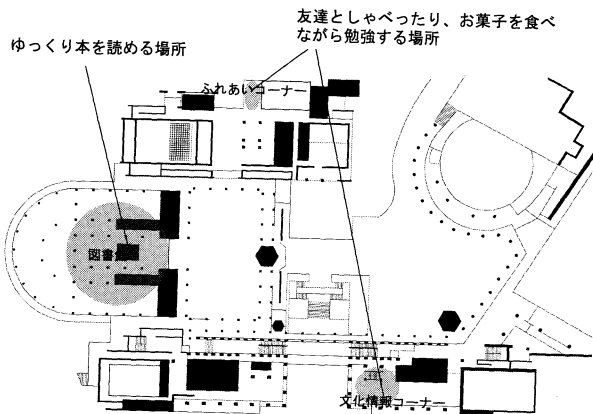 友達としゃべったり、お菓子を食べ
ながら勉強する場所
ゆっくり本を読める場所
ふれあいコーナー
図書
文化情報コーナー